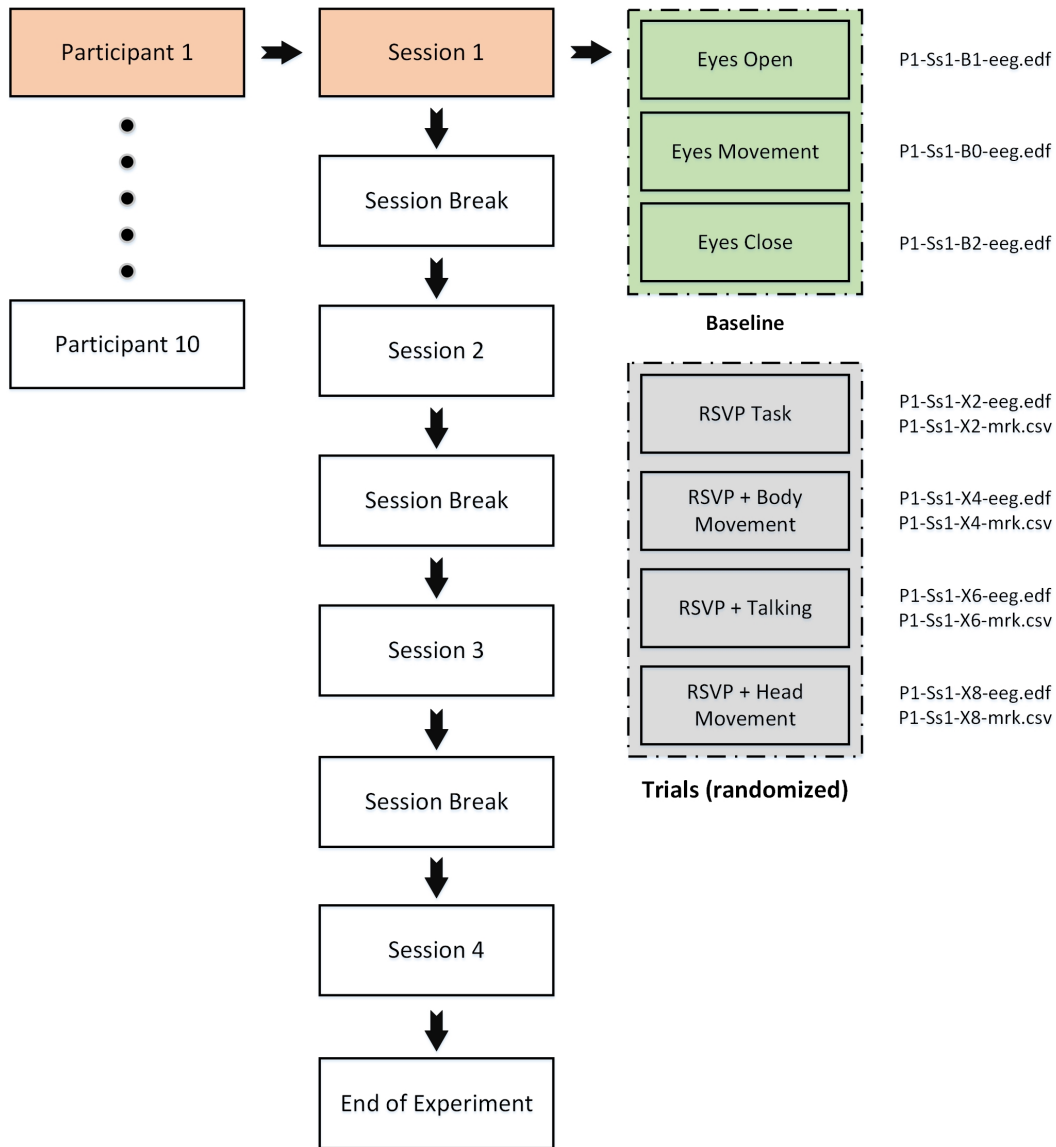 Participant 1
Participant 10
Session 1
Session Break
Session 2
Session Break
Session 3
Session Break
Session 4
End of Experiment
Eyes Open
P1-Ss1-B1-eeg.edf
Eyes Movement
P1-Ss1-B0-eeg.edf
Eyes Close
P1-Ss1-B2-eeg.edf
Baseline
RSVP Task
P1-Ss1-X2-eeg.edf
P1-Ss1-X2-mrk.csv
RSVP + Body
Movement
P1-Ss1-X4-eeg.edf
P1-Ss1-X4-mrk.csv
RSVP + Talking
P1-Ss1-X6-eeg.edf
P1-Ss1-X6-mrk.csv
RSVP + Head
Movement
P1-Ss1-X8-eeg.edf
P1-Ss1-X8-mrk.csv
Trials (randomized)